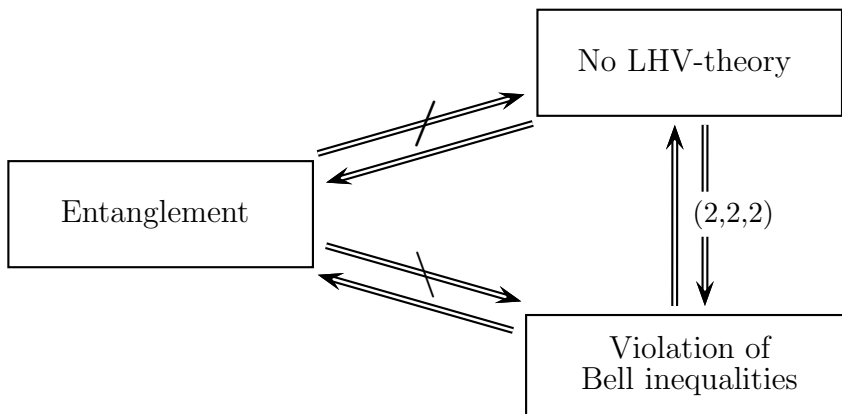 No LHV-theory
Entanglement
(2,2,2)
Violation of
Bell inequalities